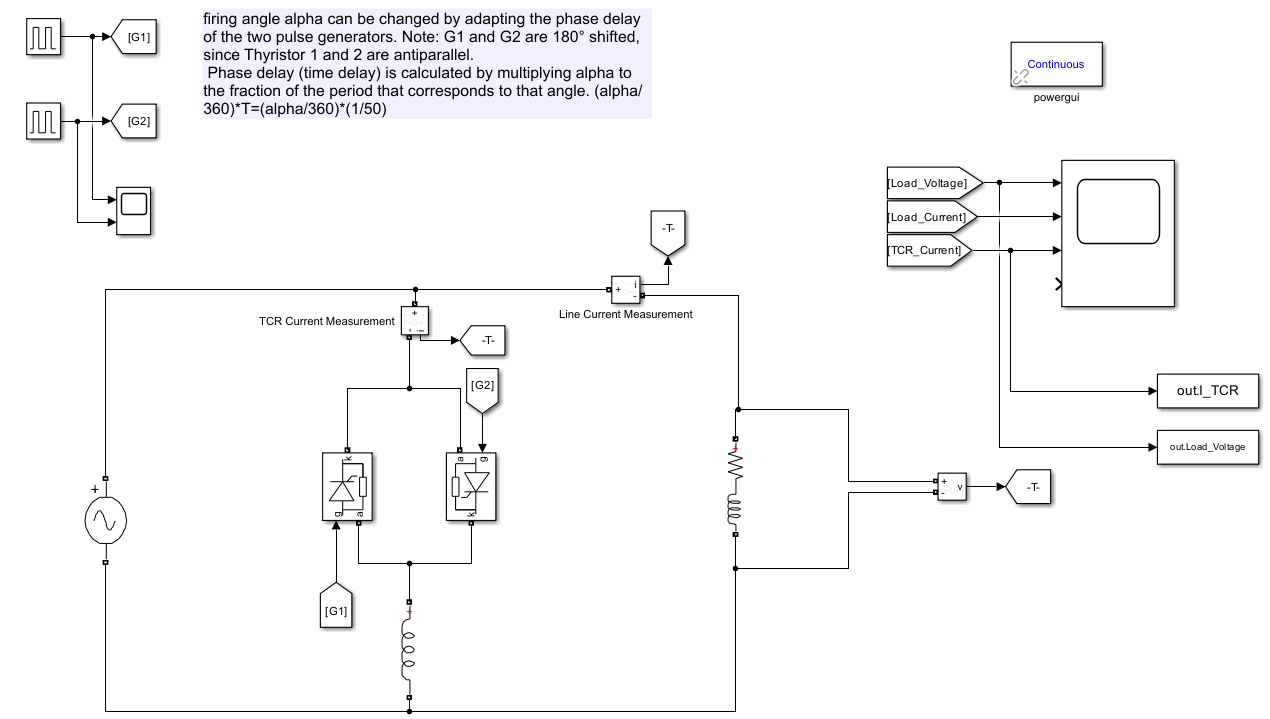 firing angle alpha can be changed by adapting the phase delay
of the two pulse generators. Note: G1 and G2 are 180° shifted,
since Thyristor 1 and 2 are antiparallel.
Phase delay (time delay) is calculated by multiplying alpha to
the fraction of the period that corresponds to that angle. (alpha/
360)*T=(alpha/360)*(1/50)
[G1]
[G2]
Continuous
powergui
[Load_Voltage]
[Load_Current]
[TCR_Current]
-T-
+ i
-
Line Current Measurement
TCR Current Measurement
+
- i
-T-
[G2]
k
g a
a g
k
+
[G1]
+
+
+ v
-
-T-
out.I_TCR
out.Load_Voltage